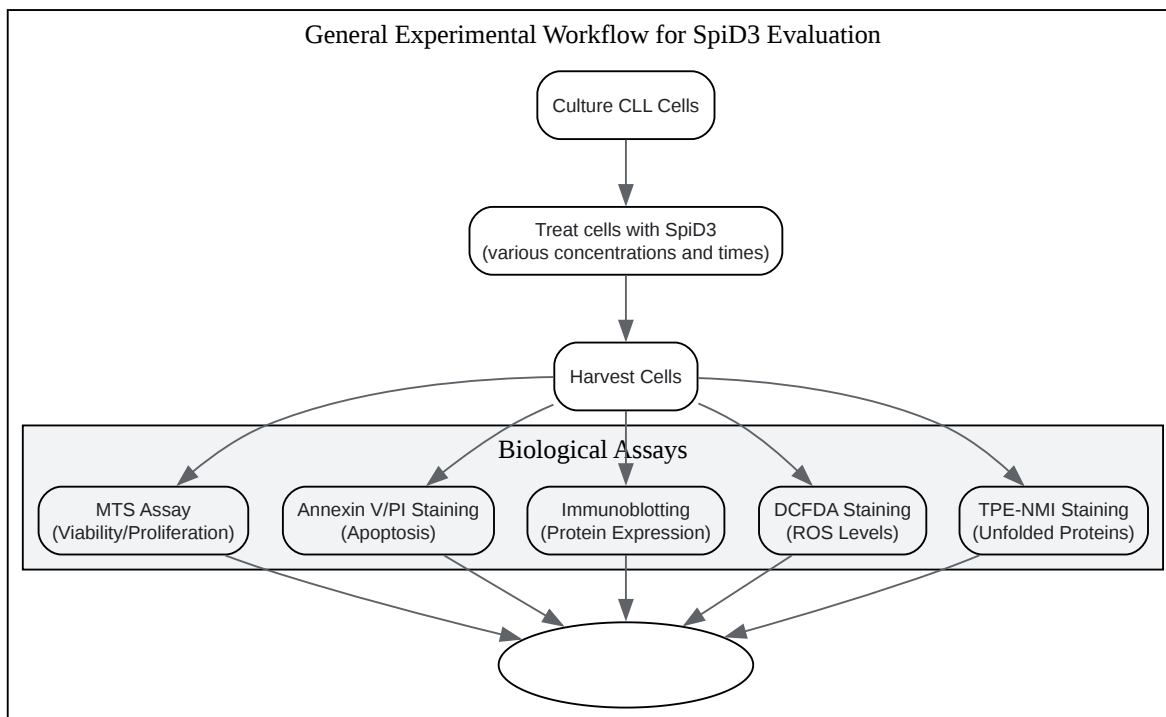 General Experimental Workflow for SpiD3 Evaluation
Culture CLL Cells
Treat cells with SpiD3
(various concentrations and times)
Harvest Cells
Biological Assays
MTS Assay
(Viability/Proliferation)
Annexin V/PI Staining
(Apoptosis)
Immunoblotting
(Protein Expression)
DCFDA Staining
(ROS Levels)
TPE-NMI Staining
(Unfolded Proteins)